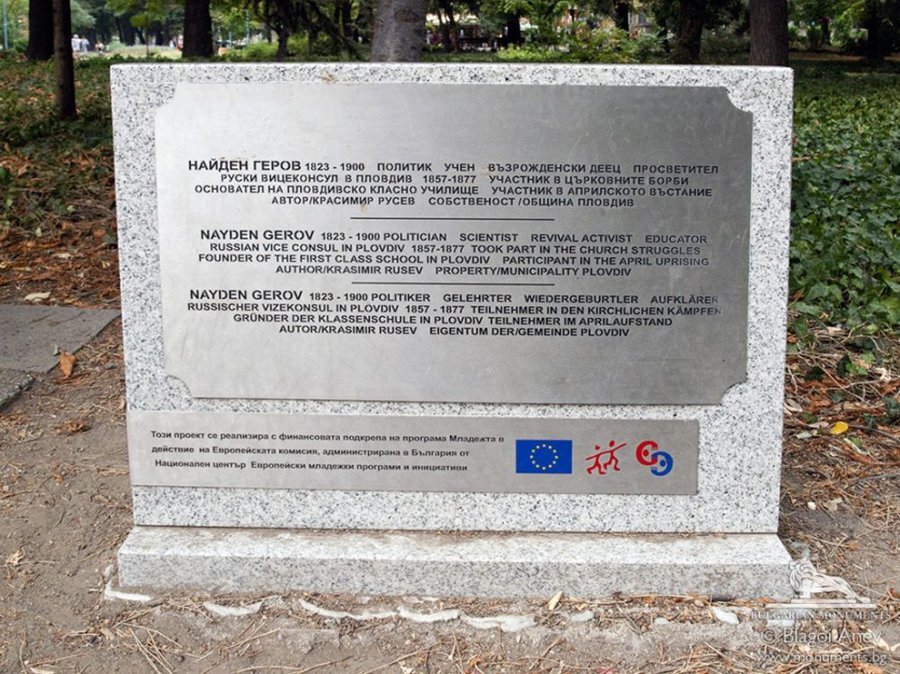 НАЙДЕН ГЕРОВ 1823 - 1900 ПОЛИТИК УЧЕН ВЪЗРОЖДЕНСКИ ДЕЕЦ ПРОСВЕТИТЕЛ
РУСКИ ВИЦЕКОНСУЛ В ПЛОВДИВ 1857-1877 УЧАСТНИК В ЦЪРКОВНИТЕ БОРБИ
ОСНОВАТЕЛ НА ПЛОВДИВСКО КЛАСНО УЧИЛИЩЕ УЧАСТНИК В АПРИЛСКОТО ВЪСТАНИЕ
АВТОР/КРАСИМИР РУСЕВ СОБСТВЕНОСТ/ОБЩИНА ПЛОВДИВ
NAYDEN GEROV 1823 - 1900 POLITICIAN SCIENTIST REVIVAL ACTIVIST EDUCATOR
RUSSIAN VICE CONSUL IN PLOVDIV 1857-1877 TOOK PART IN THE CHURCH STRUGGLES
FOUNDER OF THE FIRST CLASS SCHOOL IN PLOVDIV PARTICIPANT IN THE APRIL UPRISING
AUTHOR/KRASIMIR RUSEV PROPERTY/MUNICIPALITY PLOVDIV
NAYDEN GEROV 1823 - 1900 POLITIKER GELEHRTER WIEDERGEBURTLER AUFKLÄRER
RUSSISCHER VIZEKONSUL IN PLOVDIV 1857 - 1877 TEILNEHMER IN DEN KIRCHLICHEN KÄMPFEN
GRÜNDER DER KLASSENSCHULE IN PLOVDIV TEILNEHMER IM APRILAUFSTAND
AUTOR/KRASIMIR RUSEV EIGENTUM DER/GEMEINDE PLOVDIV
Този проект се реализира с финансовата подкрепа на програма Младежта в
действие на Европейската комисия, администрирана в България от
Национален център Европейски младежки програми и инициативи
BULGARIAN MONUMENTS
© Blagoj Anev
www.monuments.bg